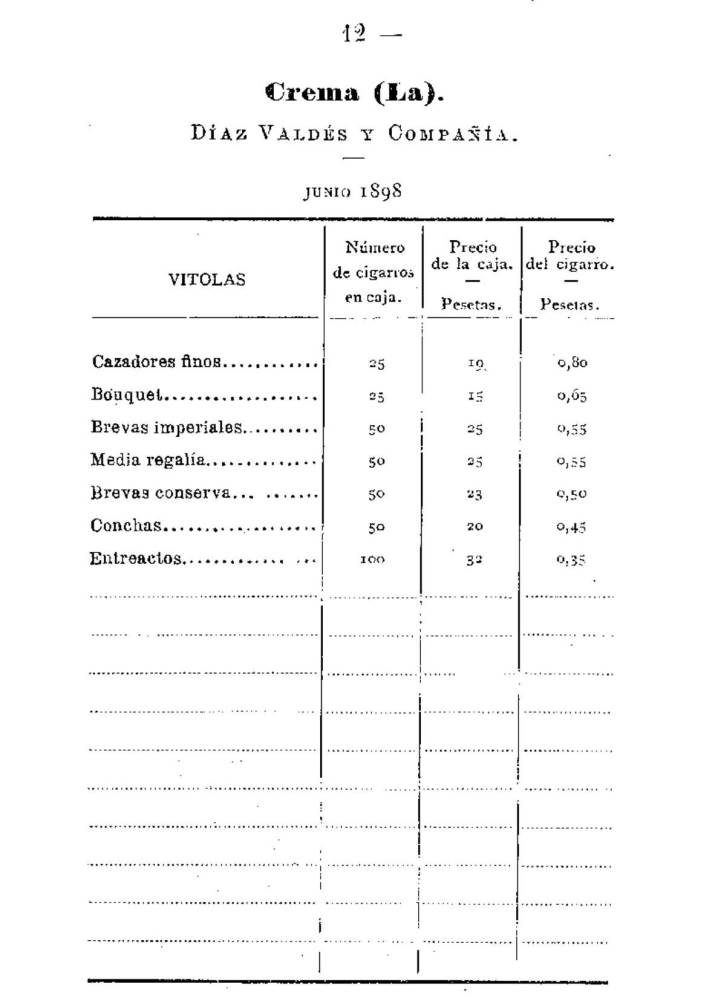 12 —
Crema (La).
DÍAZ VALDÉS Y COMPAÑÍA.
JUNIO 1898
VITOLAS
Número de cigarros en caja.
Precio de la caja. — Pesetas.
Precio del cigarro. — Pesetas.
Cazadores finos............. 25 19 0,80
Bouquet................... 25 15 0,65
Brevas imperiales.......... 50 25 0,55
Media regalía.............. 50 25 0,55
Brevas conserva... ....... 50 23 0,50
Conchas................... 50 20 0,45
Entreactos............. ... 100 32 0,35